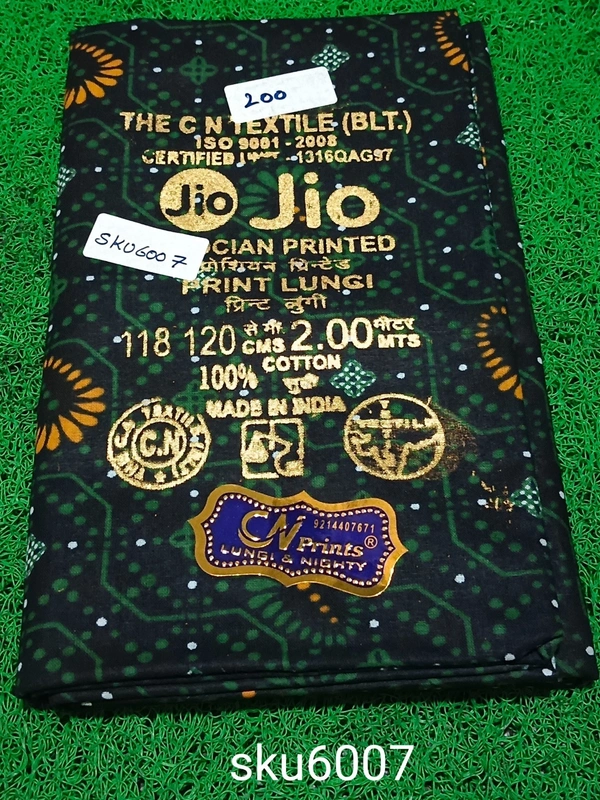 200
THE C N TEXTILE (BLT.)
ISO 9001 - 2008
CERTIFIED UNIT - 1316QAG97
Jio Jio
CIAN PRINTED
प्रोशियन प्रिन्टेड
SKU6007
PRINT LUNGI
प्रिन्ट लुंगी
118 120 से.मी. CMS 2.00 मीटर MTS
100% COTTON
MADE IN INDIA
C.N
CN Prints ®
9214407671
LUNGI & NIGHTY
sku6007